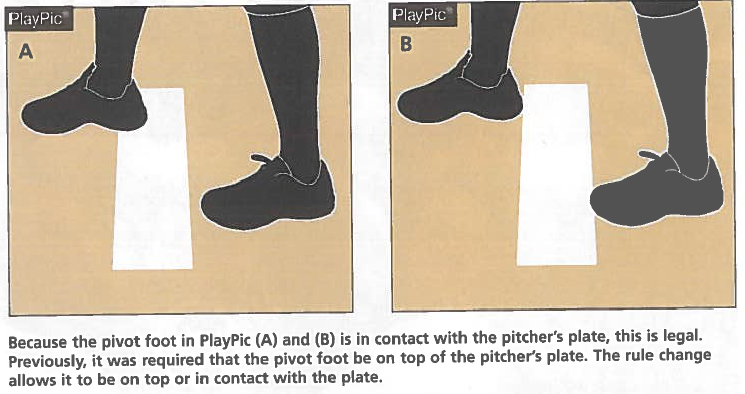 PlayPic®
A
PlayPic®
B
Because the pivot foot in PlayPic (A) and (B) is in contact with the pitcher's plate, this is legal.
Previously, it was required that the pivot foot be on top of the pitcher's plate. The rule change
allows it to be on top or in contact with the plate.